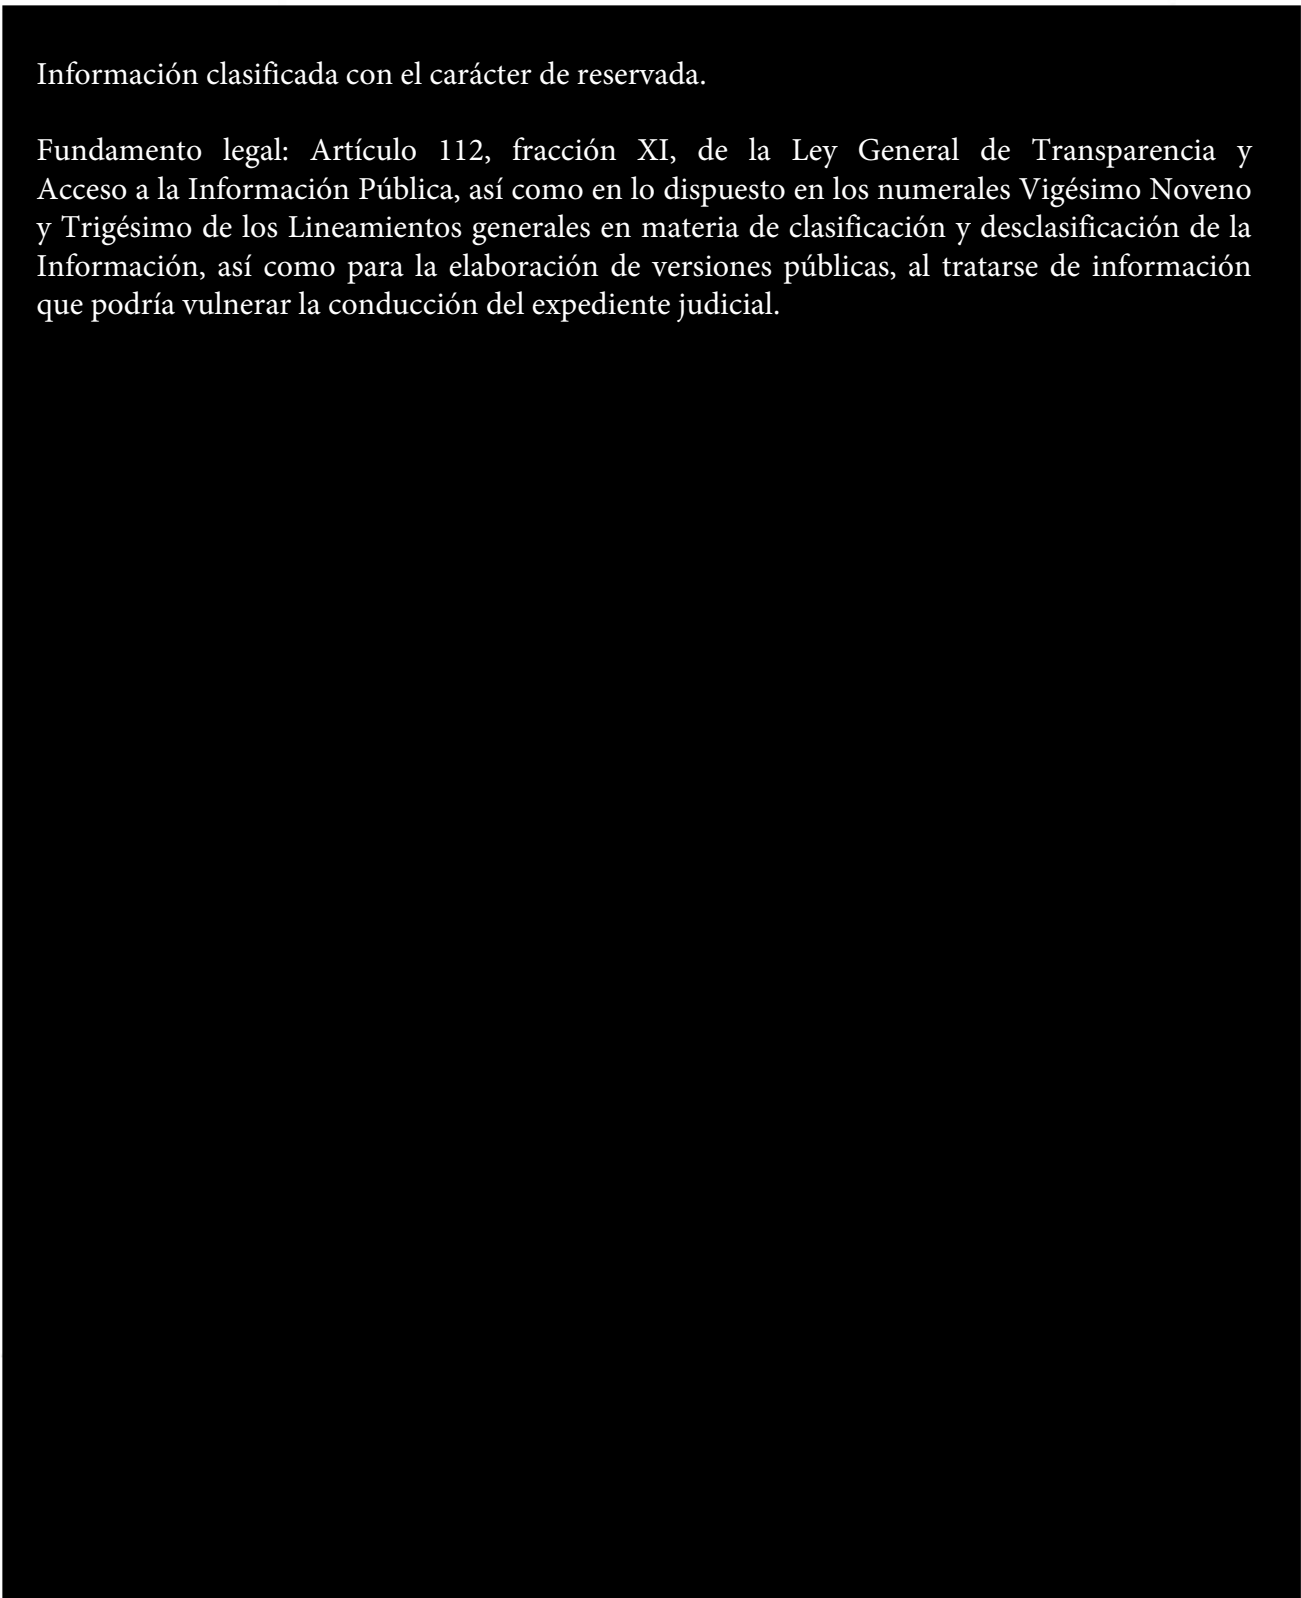 Información clasificada con el carácter de reservada.
Fundamento legal: Artículo 112, fracción XI, de la Ley General de Transparencia y
Acceso a la Información Pública, así como en lo dispuesto en los numerales Vigésimo Noveno
y Trigésimo de los Lineamientos generales en materia de clasificación y desclasificación de la
Información, así como para la elaboración de versiones públicas, al tratarse de información
que podría vulnerar la conducción del expediente judicial.